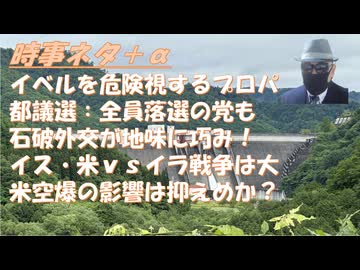 時事ネタ＋α
イベルを危険視するプロパ
都議選：全員落選の党も
石破外交が地味に巧み！
イス・米ｖｓイラ戦争は大
米空爆の影響は抑えめか？